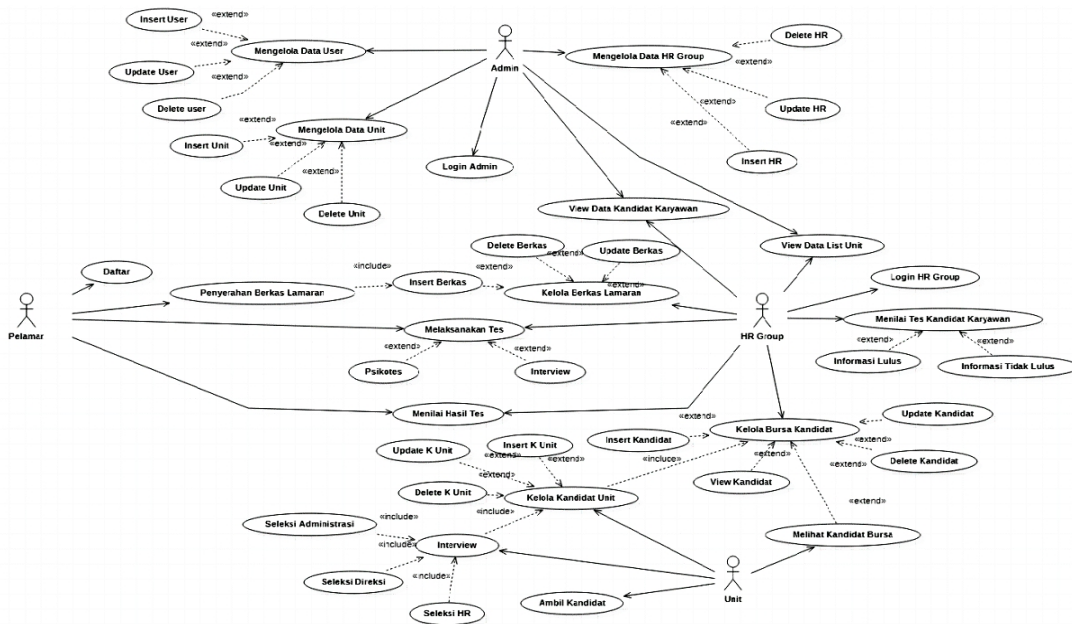 Insert User
«extend»
Delete HR
«extend»
Mengelola Data User
Admin
Mengelola Data HR Group
«extend»
Update User
«extend»
Delete user
«extend»
Update HR
Insert Unit
«extend»
Mengelola Data Unit
«extend»
«extend»
Login Admin
Insert HR
Update Unit
«extend»
Delete Unit
View Data Kandidat Karyawan
Delete Berkas
Update Berkas
View Data List Unit
«extend»
Daftar
«include»
Insert Berkas
«extend»
Login HR Group
Penyerahan Berkas Lamaran
Kelola Berkas Lamaran
«extend»
Pelamar
Melaksanakan Tes
HR Group
Menilai Tes Kandidat Karyawan
«extend»
«extend»
«extend»
«extend»
Psikotes
Interview
Informasi Lulus
Informasi Tidak Lulus
Menilai Hasil Tes
«extend»
Update Kandidat
Insert Kandidat
Kelola Bursa Kandidat
Update K Unit
Insert K Unit
«extend»
«extend»
«extend»
«include»
«extend»
«extend»
Delete Kandidat
«extend»
View Kandidat
Delete K Unit
Kelola Kandidat Unit
«include»
«extend»
Seleksi Administrasi
«include»
Interview
Melihat Kandidat Bursa
«include»
Seleksi Direksi
«include»
Unit
Ambil Kandidat
Seleksi HR